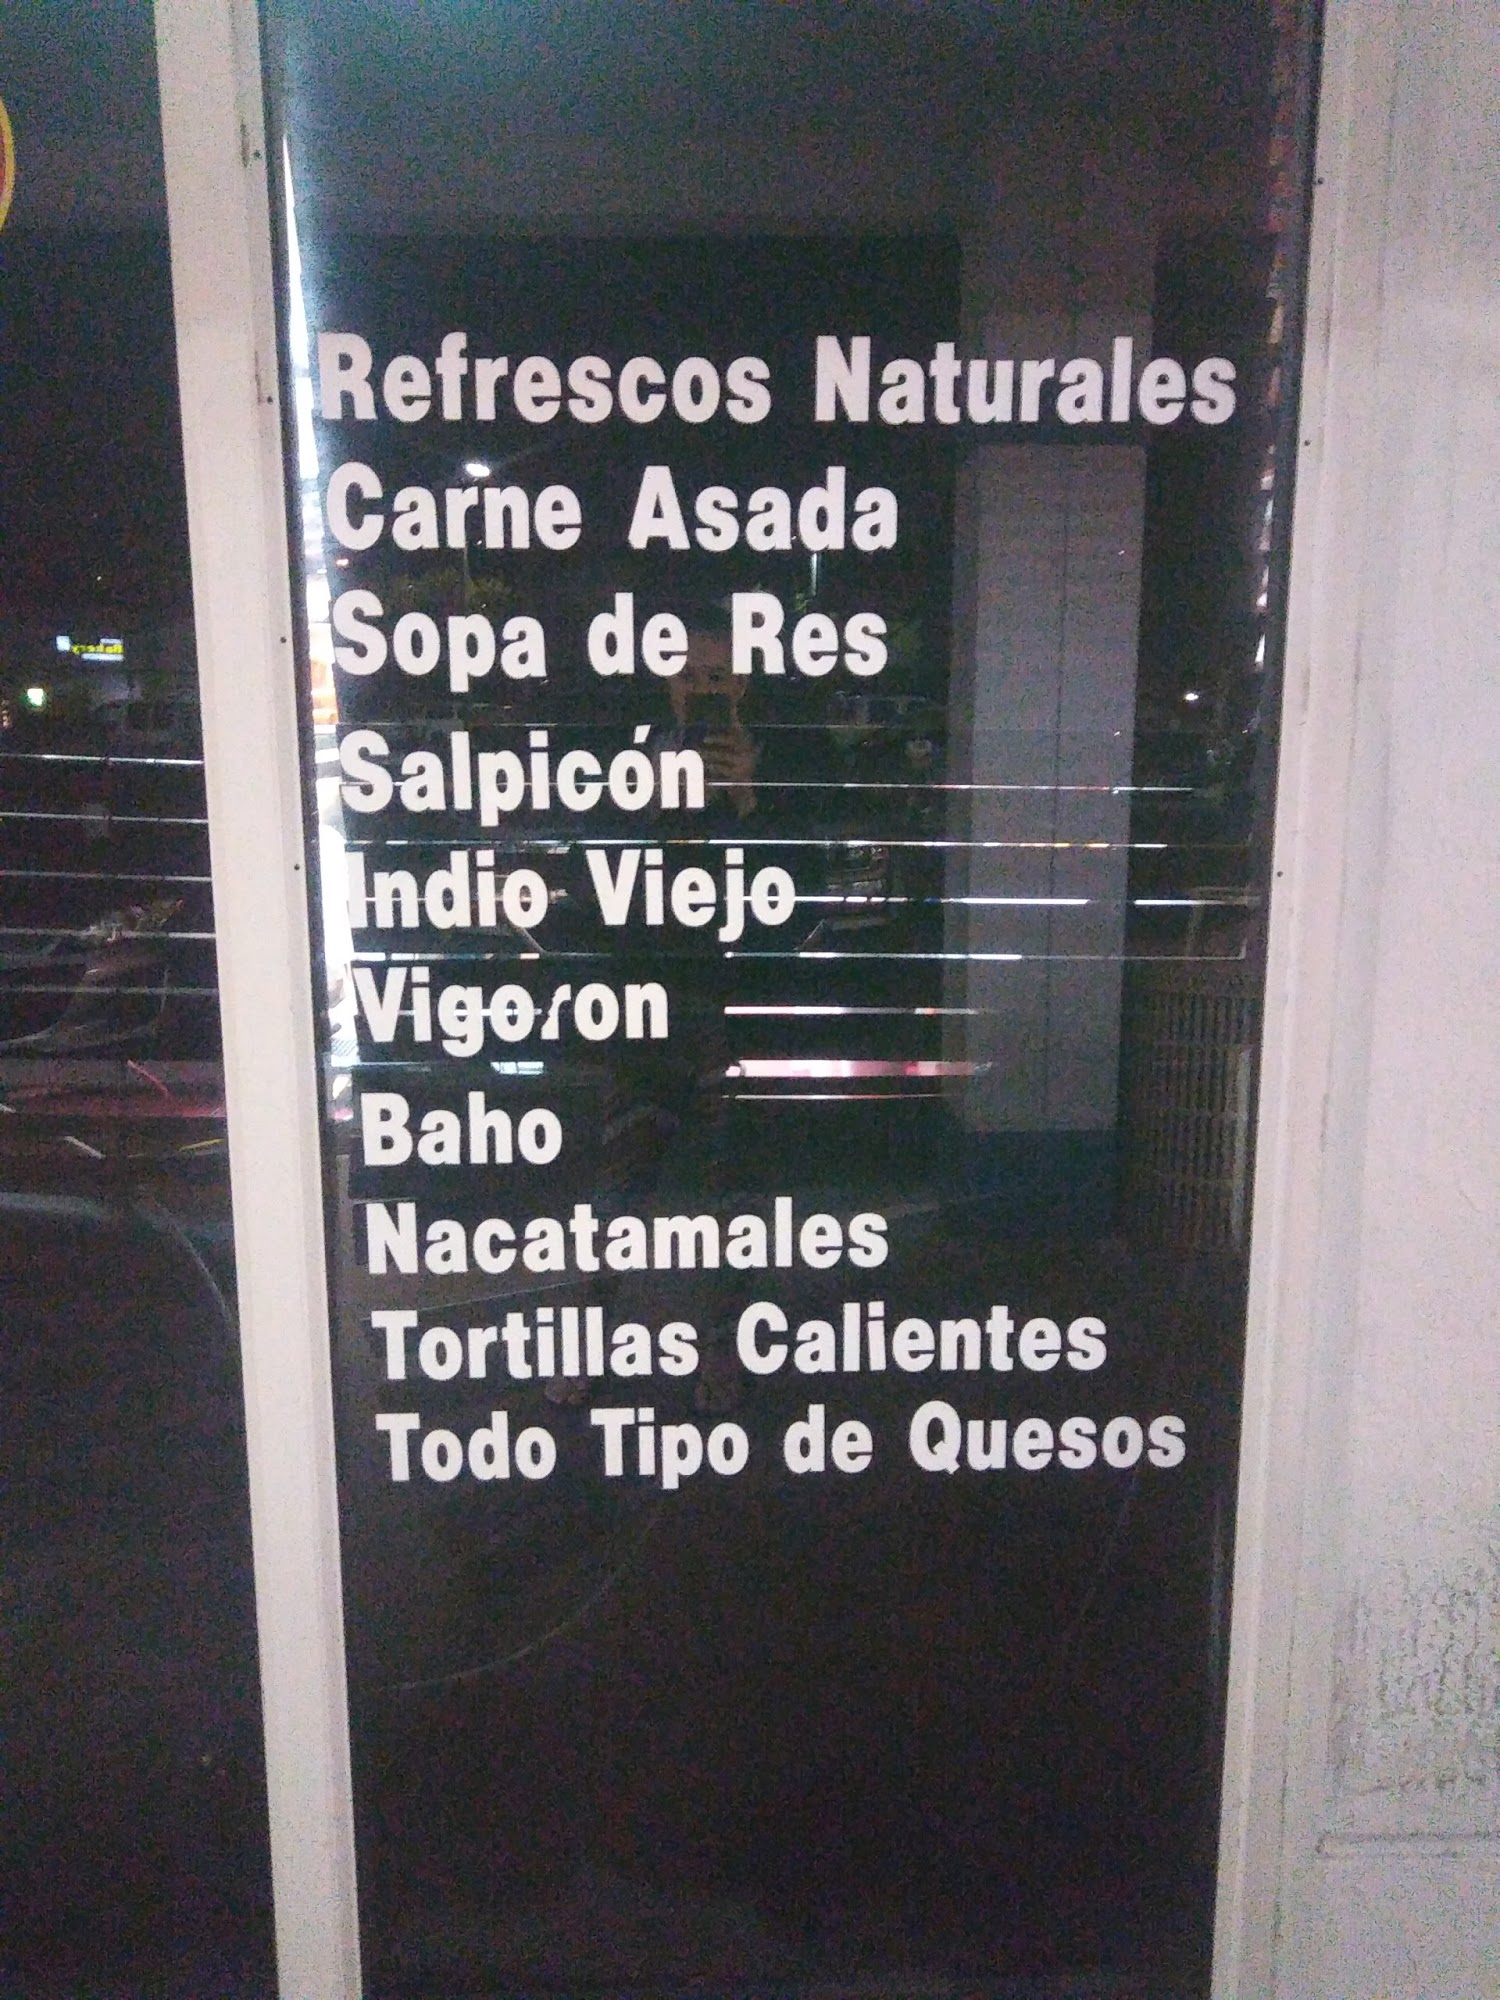 Refrescos Naturales
Carne Asada
Sopa de Res
Salpicón
Indio Viejo
Vigoron
Baho
Nacatamales
Tortillas Calientes
Todo Tipo de Quesos
Bakery